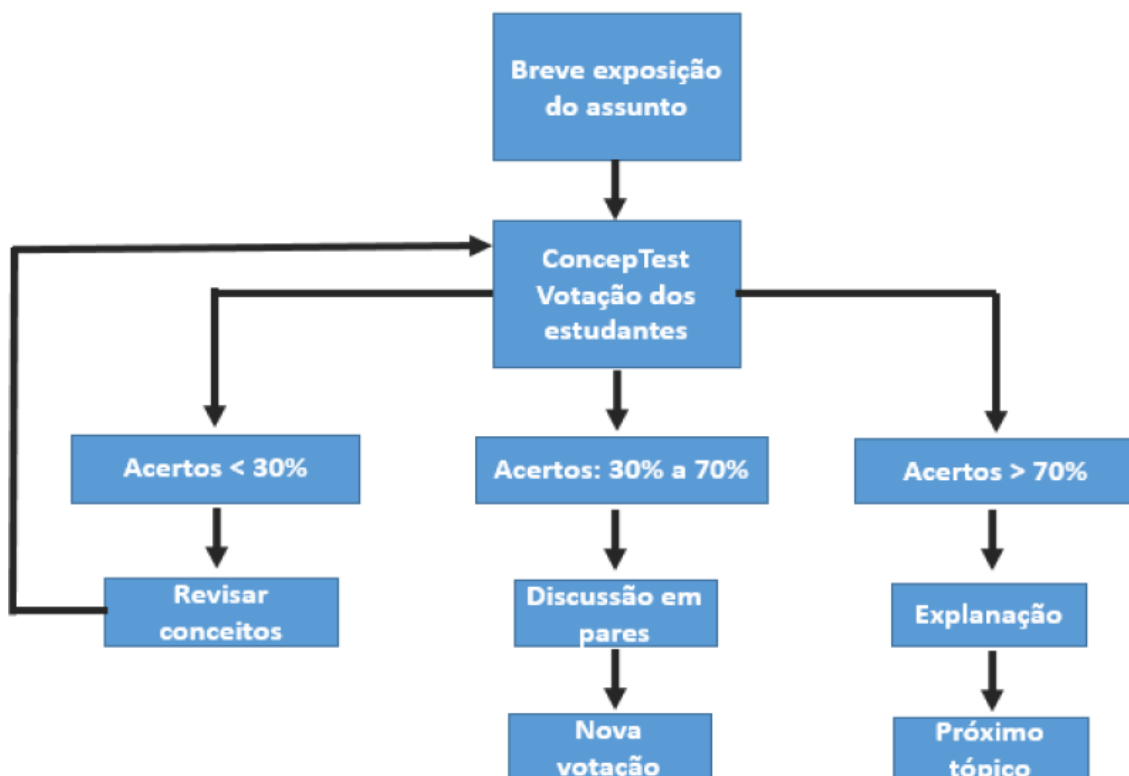 Breve exposição
do assunto
ConcepTest
Votação dos
estudantes
Acertos < 30%
Acertos: 30% a 70%
Acertos > 70%
Revisar
conceitos
Discussão em
pares
Explanação
Nova
votação
Próximo
tópico